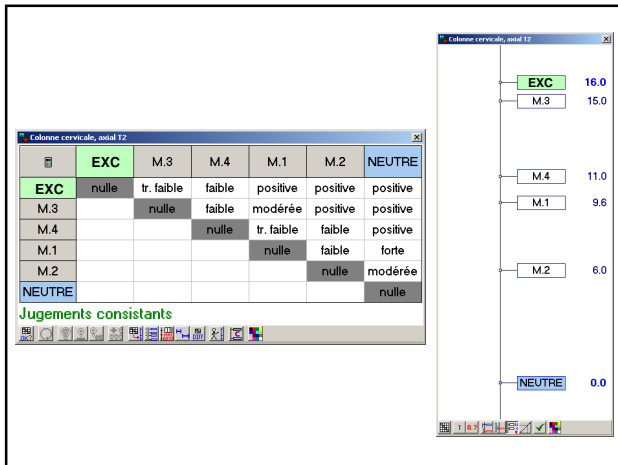 Colonne cervicale, axial T2
EXC M.3 M.4 M.1 M.2 NEUTRE
EXC nulle tr. faible faible positive positive positive
M.3 nulle faible modérée positive positive
M.4 nulle tr. faible faible positive
M.1 nulle faible forte
M.2 nulle modérée
NEUTRE nulle
Jugements consistants
Colonne cervicale, axial T2
EXC 16.0
M.3 15.0
M.4 11.0
M.1 9.6
M.2 6.0
NEUTRE 0.0